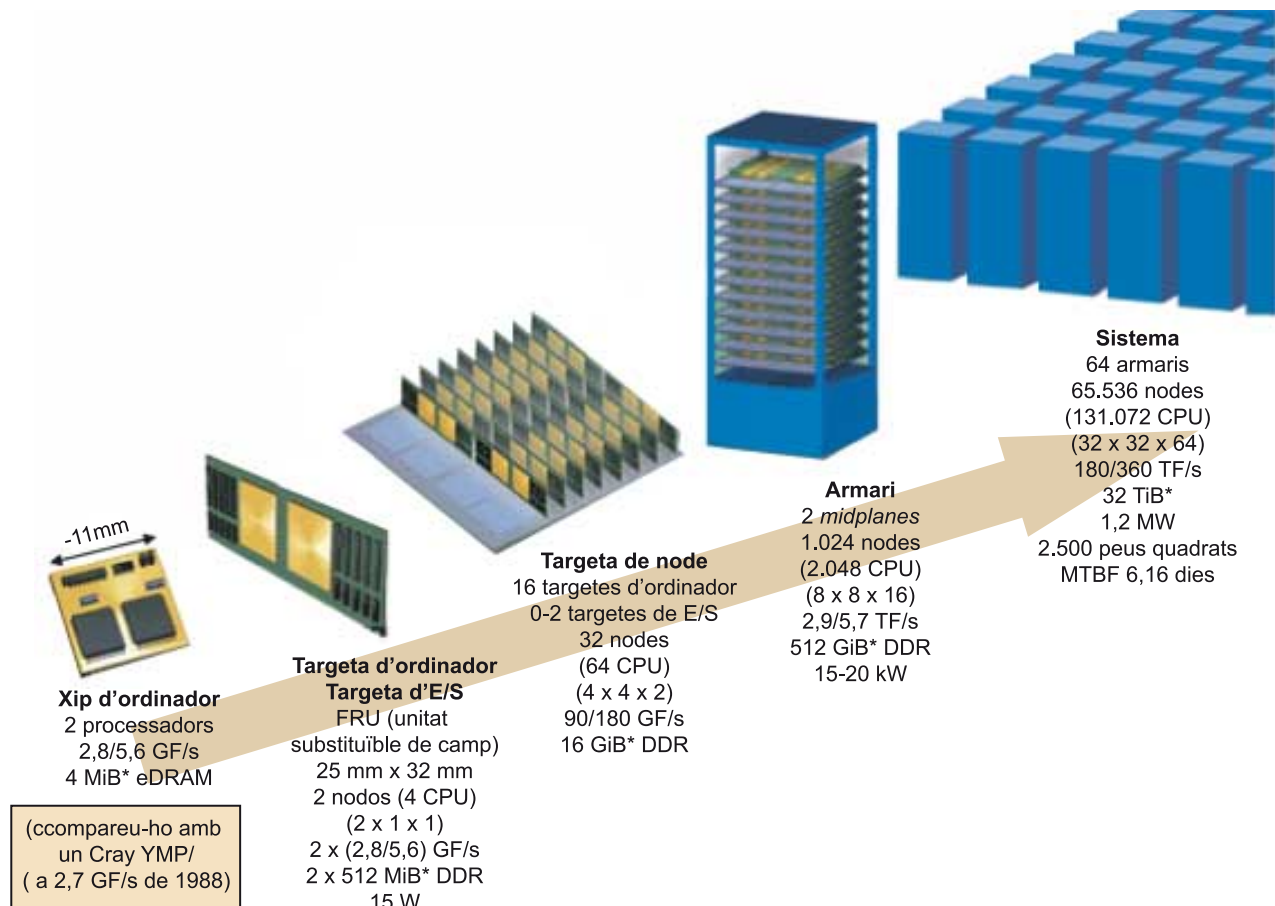 -11mm
Xip d'ordinador
2 processadors
2,8/5,6 GF/s
4 MiB* eDRAM
(ccompareu-ho amb
un Cray YMP/
( a 2,7 GF/s de 1988)
Targeta d'ordinador
Targeta d'E/S
FRU (unitat
substituïble de camp)
25 mm x 32 mm
2 nodos (4 CPU)
(2 x 1 x 1)
2 x (2,8/5,6) GF/s
2 x 512 MiB* DDR
15 W
Targeta de node
16 targetes d'ordinador
0-2 targetes de E/S
32 nodes
(64 CPU)
(4 x 4 x 2)
90/180 GF/s
16 GiB* DDR
Armari
2 midplanes
1.024 nodes
(2.048 CPU)
(8 x 8 x 16)
2,9/5,7 TF/s
512 GiB* DDR
15-20 kW
Sistema
64 armaris
65.536 nodes
(131.072 CPU)
(32 x 32 x 64)
180/360 TF/s
32 TiB*
1,2 MW
2.500 peus quadrats
MTBF 6,16 dies